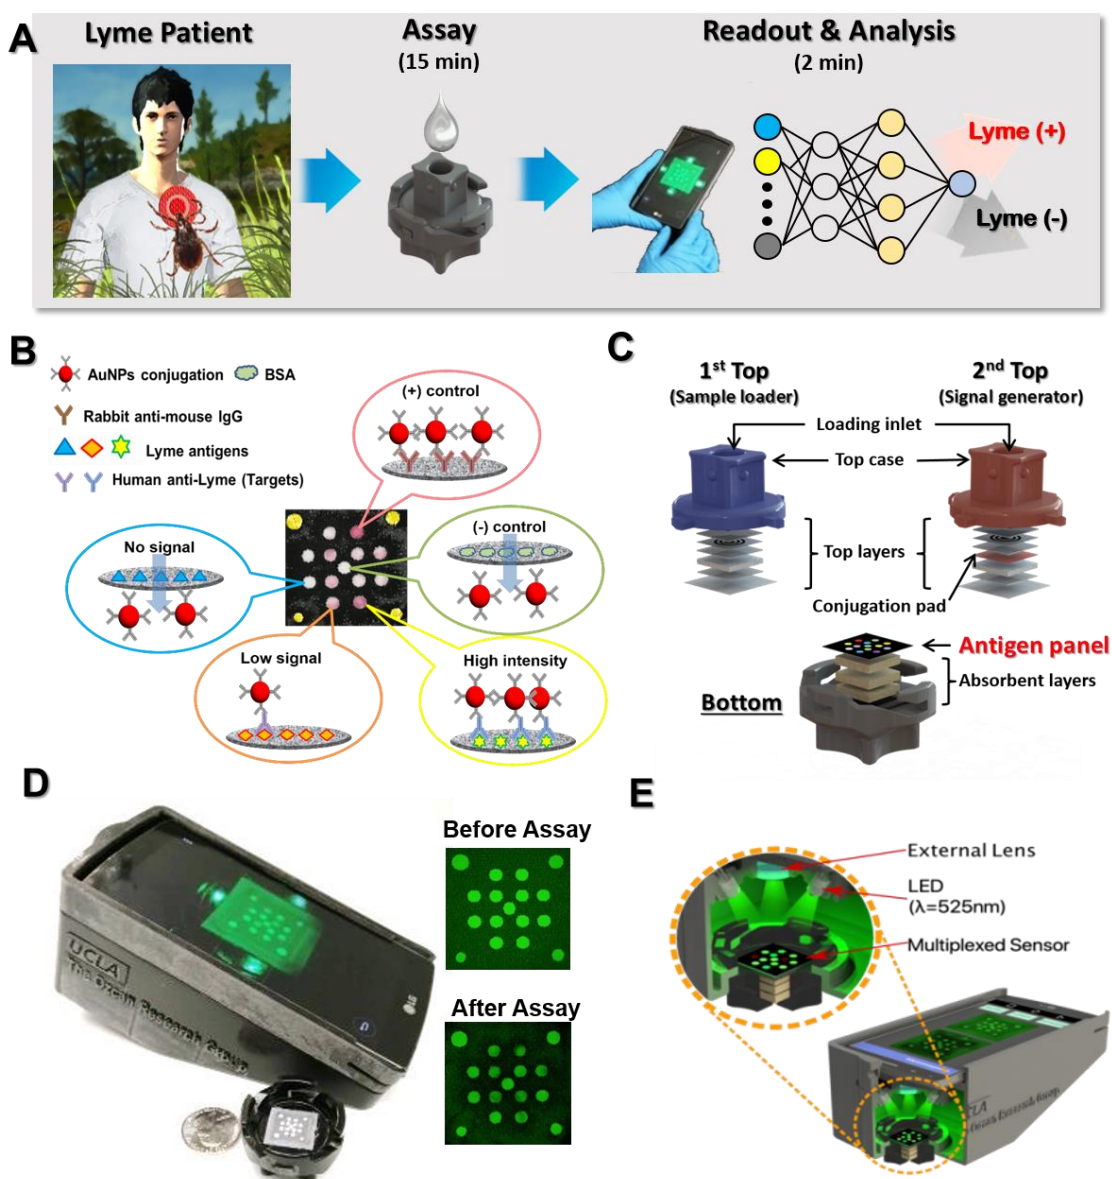 A
Lyme Patient
Assay
(15 min)
Readout & Analysis
(2 min)
Lyme (+)
Lyme (-)
B
AuNPs conjugation
BSA
Rabbit anti-mouse IgG
Lyme antigens
Human anti-Lyme (Targets)
(+) control
No signal
(-) control
Low signal
High intensity
C
1st Top
(Sample loader)
2nd Top
(Signal generator)
Loading inlet
Top case
Top layers
Conjugation pad
Antigen panel
Absorbent layers
Bottom
D
UCLA
The Ozcan Research Group
LG
Before Assay
After Assay
E
External Lens
LED
(λ=525nm)
Multiplexed Sensor
UCLA